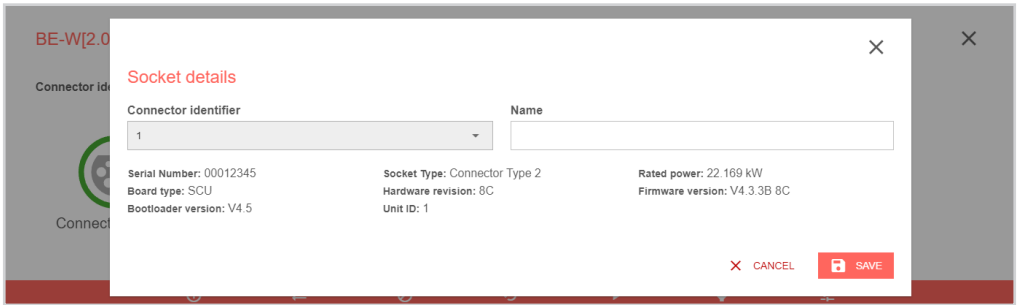 BE-W[2.0
Socket details
Connector ide
Connector identifier
Name
1
Serial Number: 00012345
Socket Type: Connector Type 2
Rated power: 22.169 kW
Board type: SCU
Hardware revision: 8C
Firmware version: V4.3.3B 8C
Bootloader version: V4.5
Unit ID: 1
Connect
CANCEL
SAVE